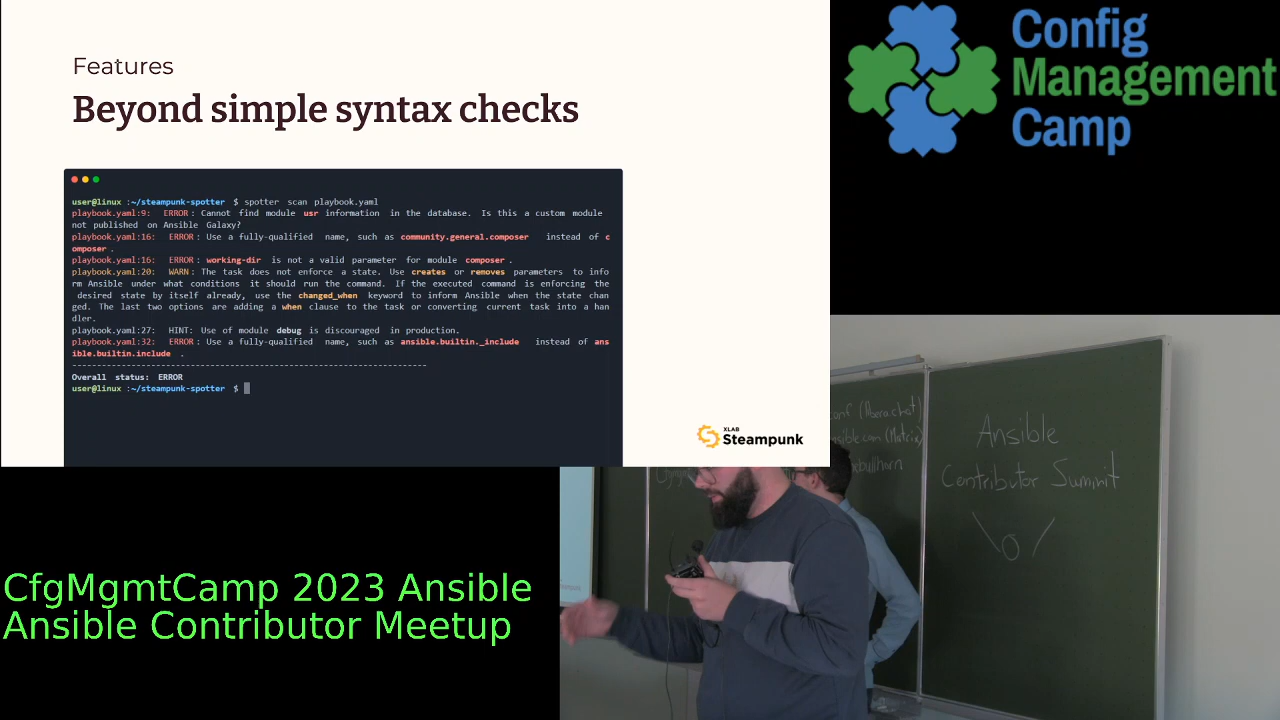 Features
Beyond simple syntax checks
user@linux :~/steampunk-spotter $ spotter scan playbook.yaml
playbook.yaml:9: ERROR: Cannot find module usr information in the database. Is this a custom module
not published on Ansible Galaxy?
playbook.yaml:16: ERROR: Use a fully-qualified name, such as community.general.composer instead of c
omposer .
playbook.yaml:16: ERROR: working-dir is not a valid parameter for module composer .
playbook.yaml:20: WARN: The task does not enforce a state. Use creates or removes parameters to info
rm Ansible under what conditions it should run the command. If the executed command is enforcing the
desired state by itself already, use the changed_when keyword to inform Ansible when the state chan
ged. The last two options are adding a when clause to the task or converting current task into a han
dler.
playbook.yaml:27: HINT: Use of module debug is discouraged in production.
playbook.yaml:32: ERROR: Use a fully-qualified name, such as ansible.builtin._include instead of ans
ible.builtin.include .
--------------------------------------------------------------------------------
Overall status: ERROR
user@linux :~/steampunk-spotter $
XLAB
Steampunk
Config
Management
Camp
Ansible
Contributor Summit
\O/
CfgMgmtCamp 2023 Ansible
Ansible Contributor Meetup